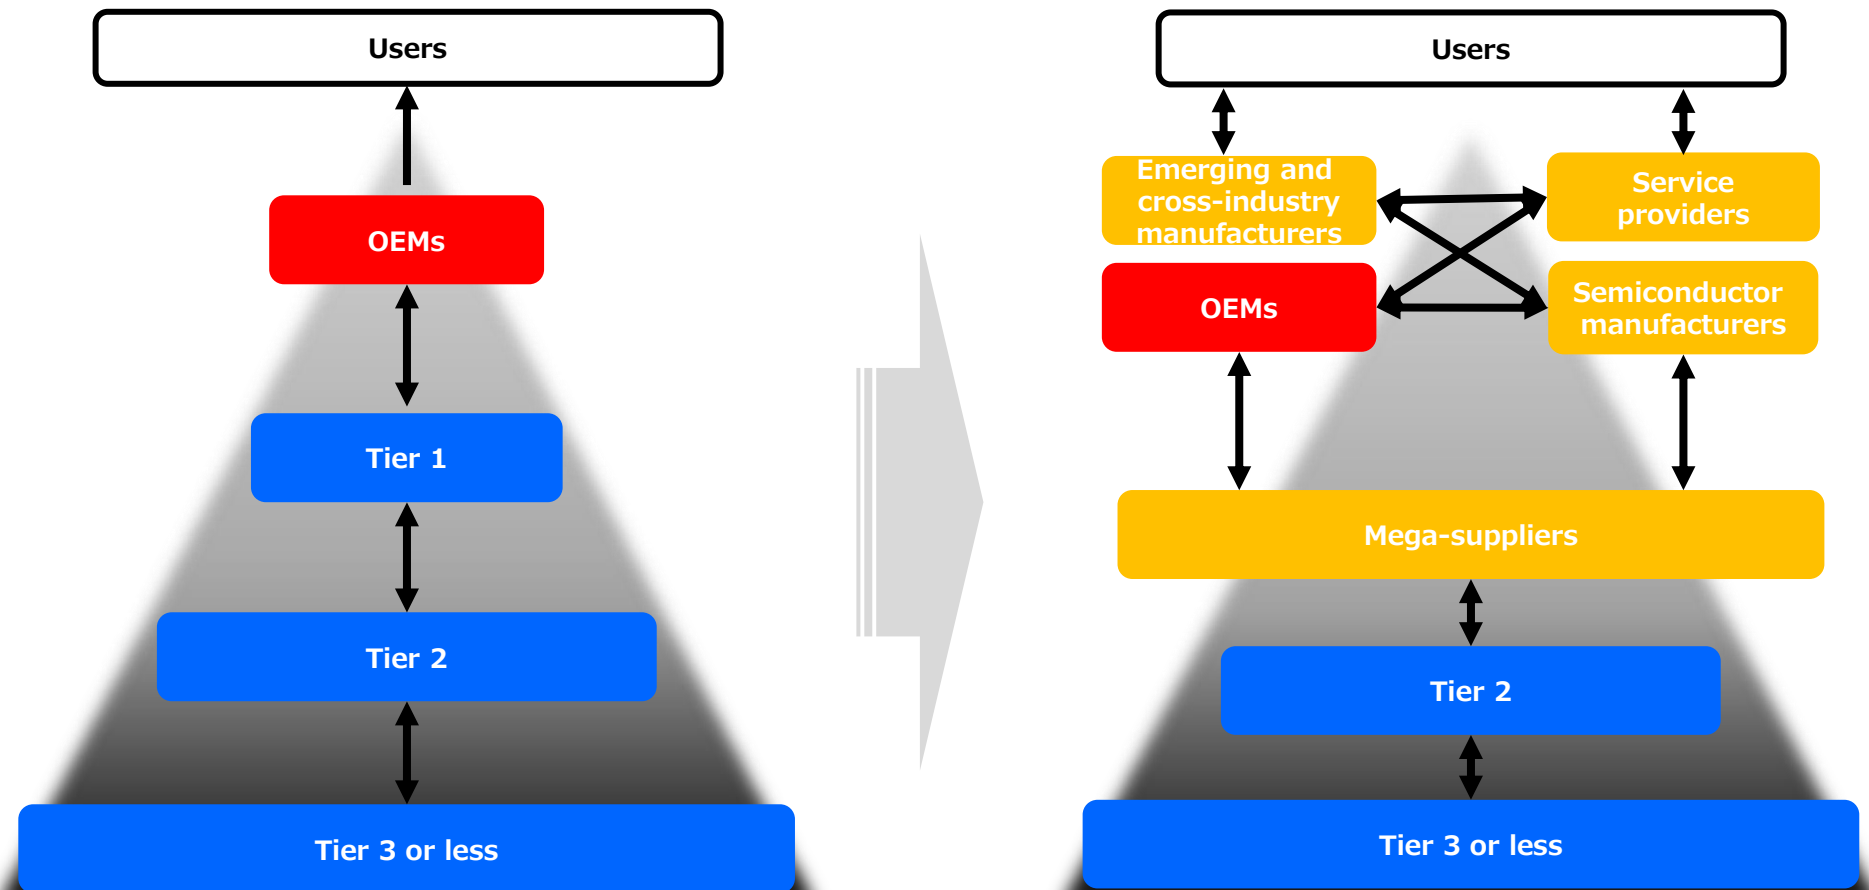 Users
OEMs
Tier 1
Tier 2
Tier 3 or less
Users
Emerging and
cross-industry
manufacturers
Service
providers
OEMs
Semiconductor
manufacturers
Mega-suppliers
Tier 2
Tier 3 or less